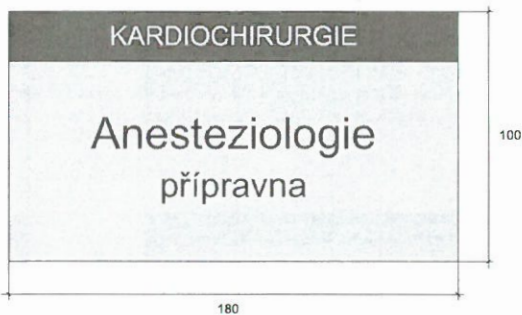 KARDIOCHIRURGIE
Anesteziologie
přípravna
100
180